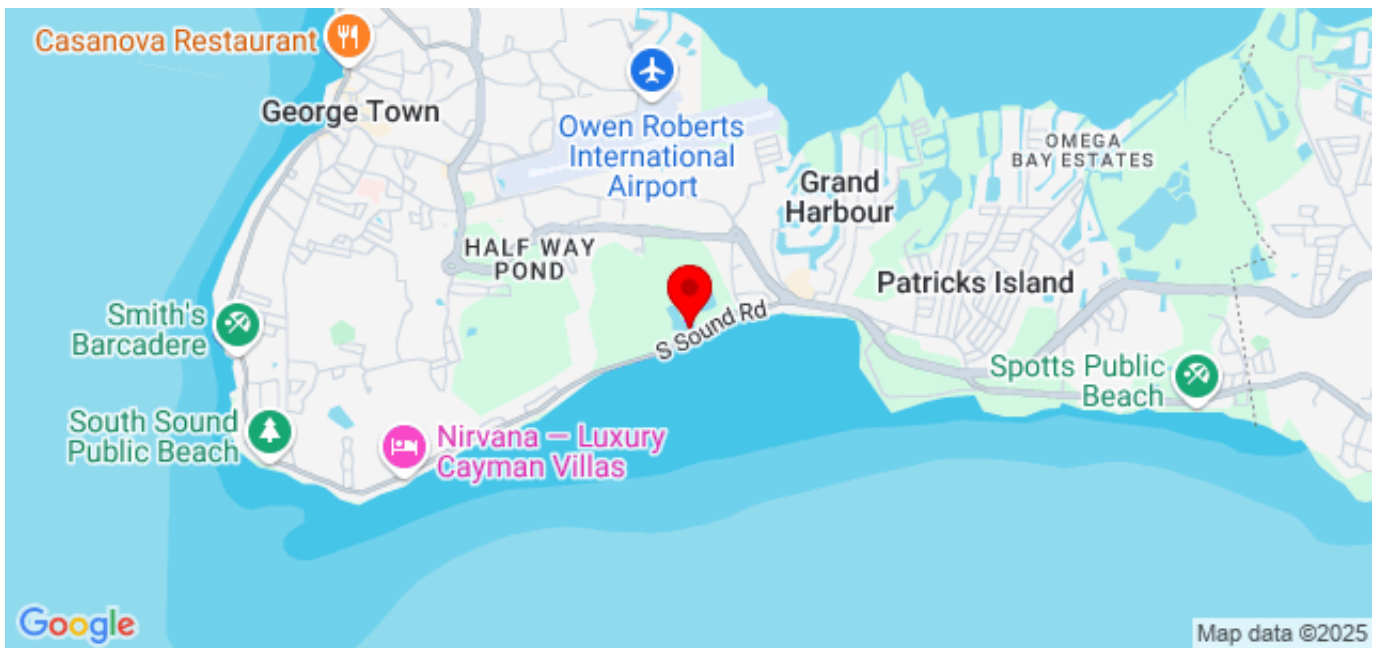 Casanova Restaurant
George Town
Owen Roberts
International
Airport
OMEGA
BAY ESTATES
Grand
Harbour
HALF WAY
POND
Patricks Island
Smith's
Barcadere
S Sound Rd
Spotts Public
Beach
South Sound
Public Beach
Nirvana – Luxury
Cayman Villas
Google
Map data ©2025